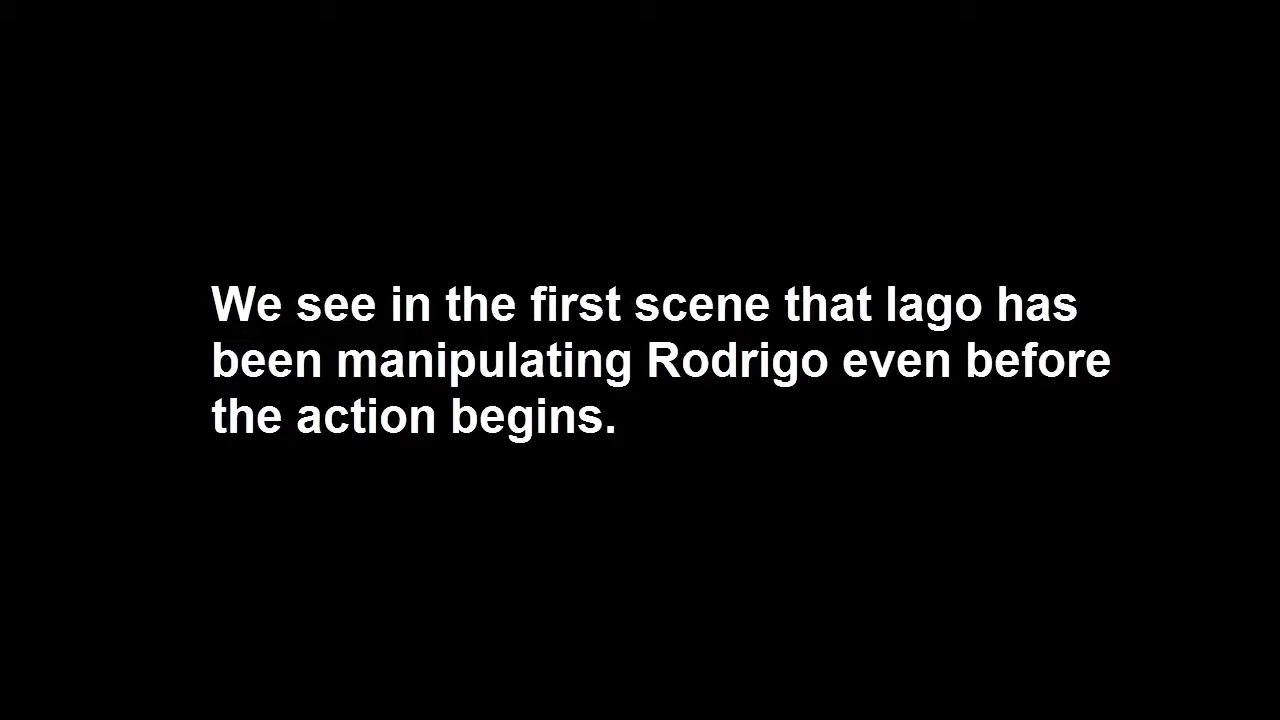 We see in the first scene that Iago has
been manipulating Rodrigo even before
the action begins.